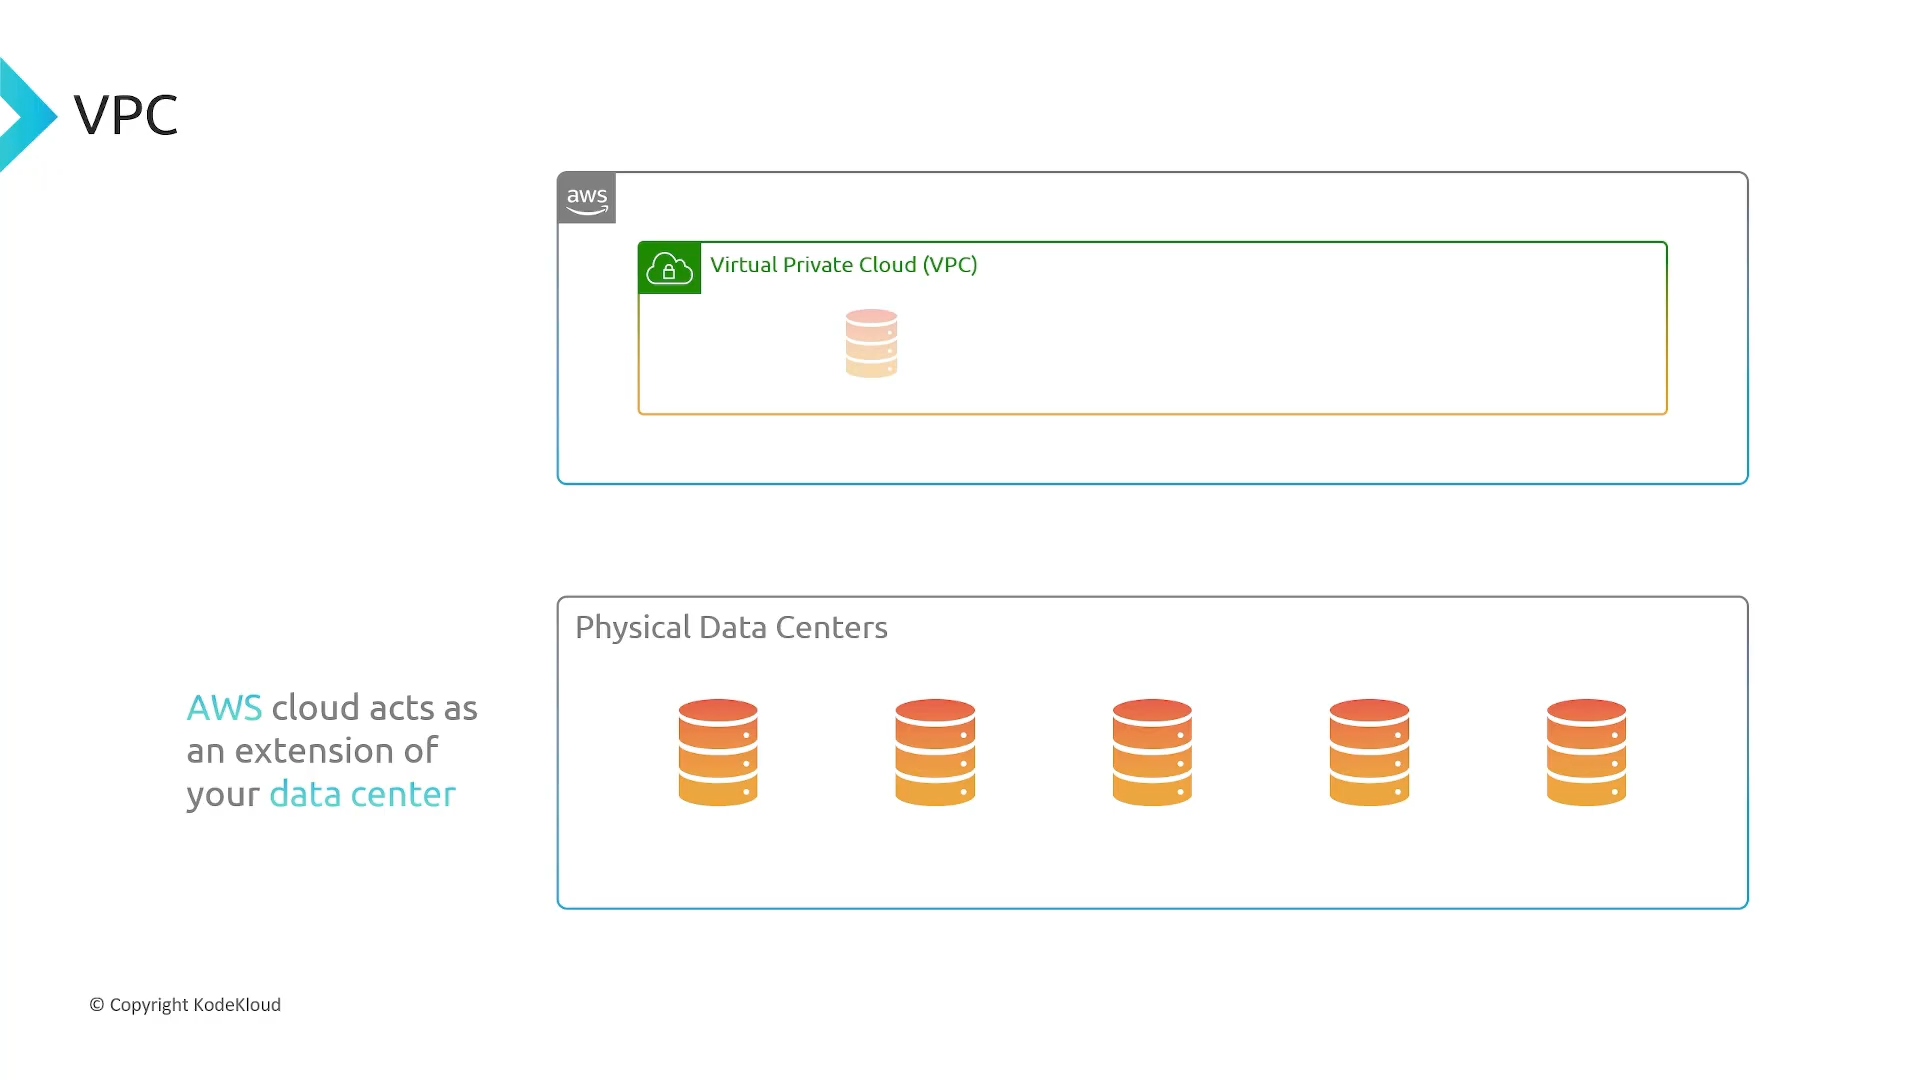 VPC
aws
Virtual Private Cloud (VPC)
Physical Data Centers
AWS cloud acts as
an extension of
your data center
© Copyright KodeKloud